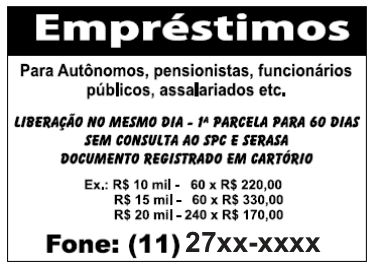 Empréstimos
Para Autônomos, pensionistas, funcionários
públicos, assalariados etc.
LIBERAÇÃO NO MESMO DIA - 1ª PARCELA PARA 60 DIAS
SEM CONSULTA AO SPC E SERASA
DOCUMENTO REGISTRADO EM CARTÓRIO
Ex.: R$ 10 mil - 60 x R$ 220,00
R$ 15 mil - 60 x R$ 330,00
R$ 20 mil - 240 x R$ 170,00
Fone: (11) 27xx-xxxx